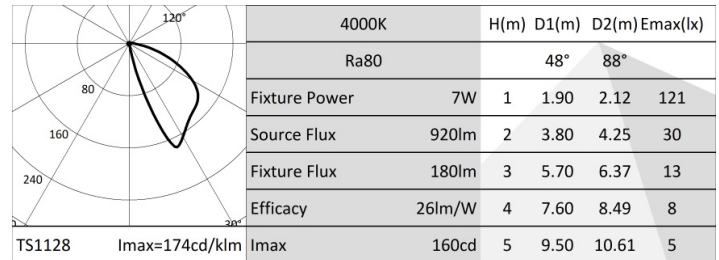 120°
80
160
240
30°
TS1128 Imax=174cd/klm
4000K H(m) D1(m) D2(m) Emax(lx)
Ra80 48° 88°
Fixture Power 7W 1 1.90 2.12 121
Source Flux 920lm 2 3.80 4.25 30
Fixture Flux 180lm 3 5.70 6.37 13
Efficacy 26lm/W 4 7.60 8.49 8
Imax 160cd 5 9.50 10.61 5